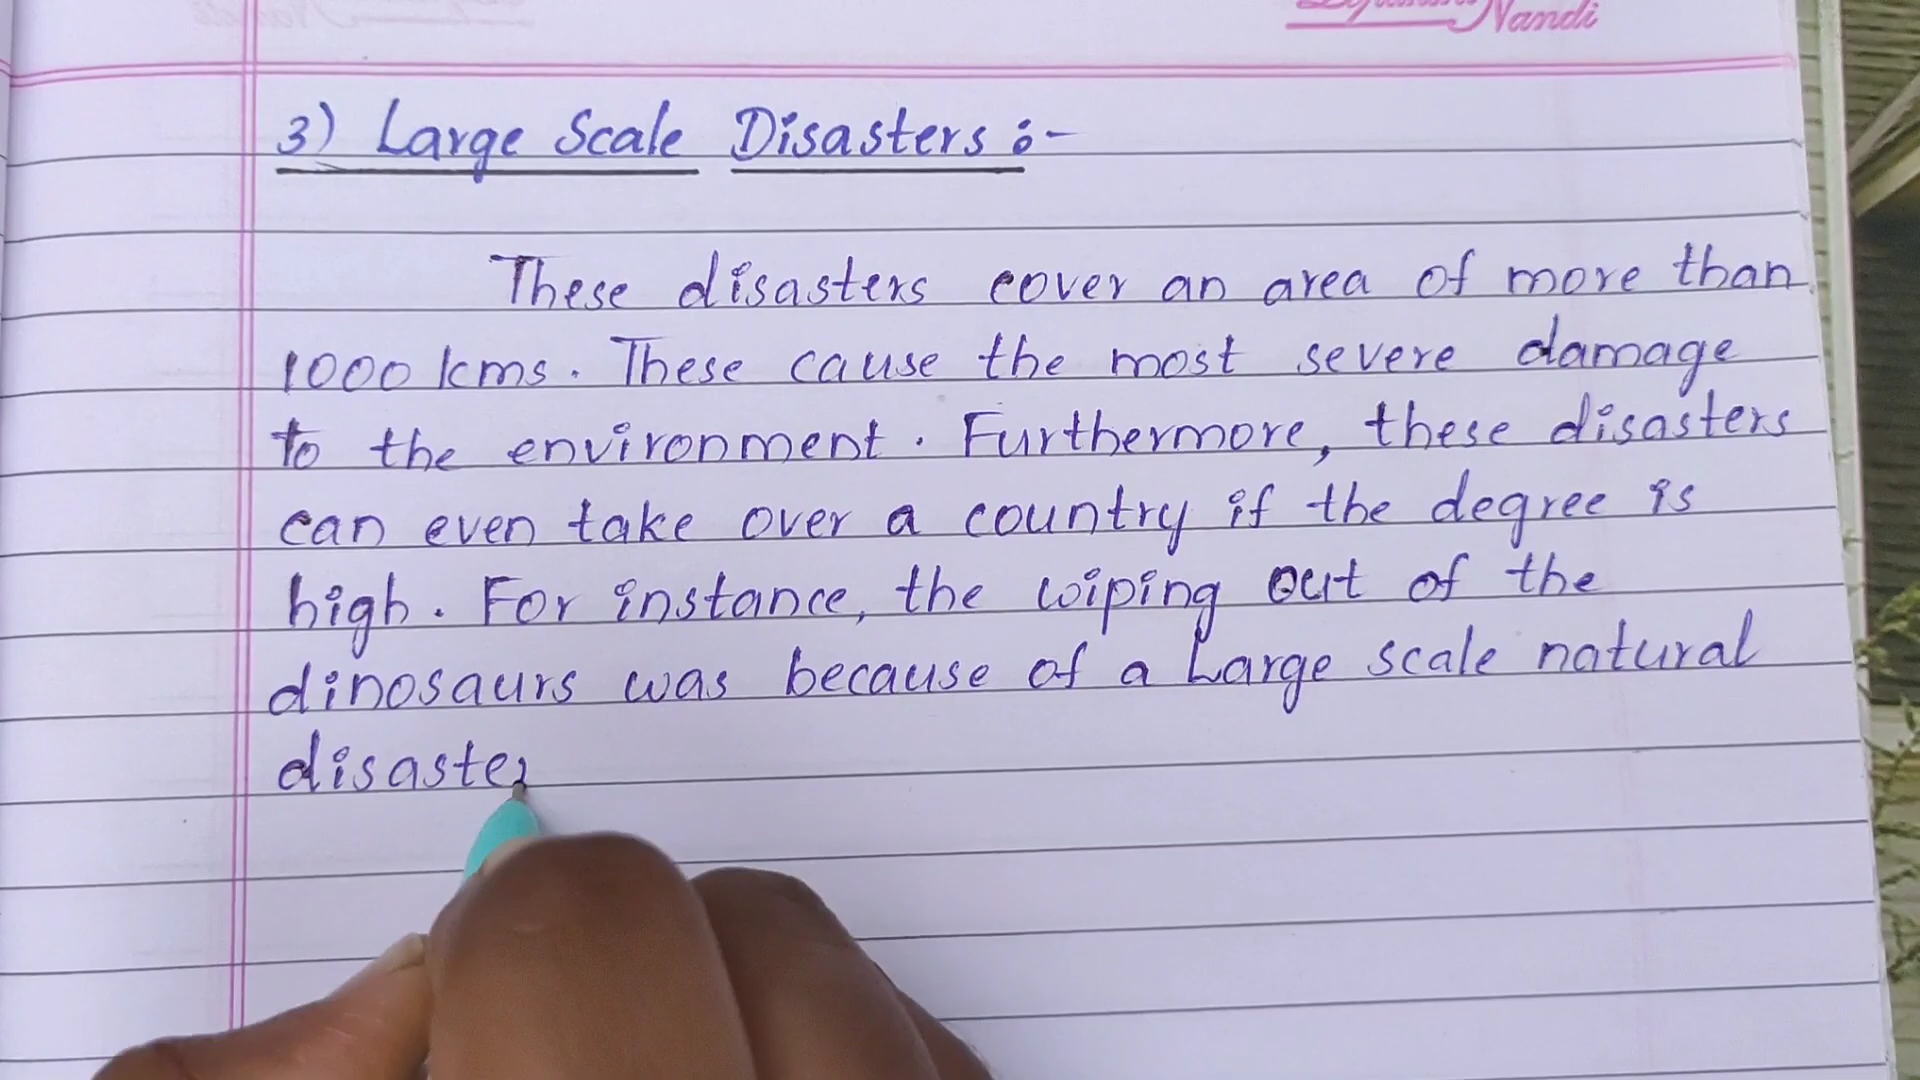 Nandi
3) Large Scale Disasters :-
These disasters cover an area of more than
1000 kms. These cause the most severe damage
to the environment. Furthermore, these disasters
can even take over a country if the degree is
high. For instance, the wiping out of the
dinosaurs was because of a Large scale natural
disaster